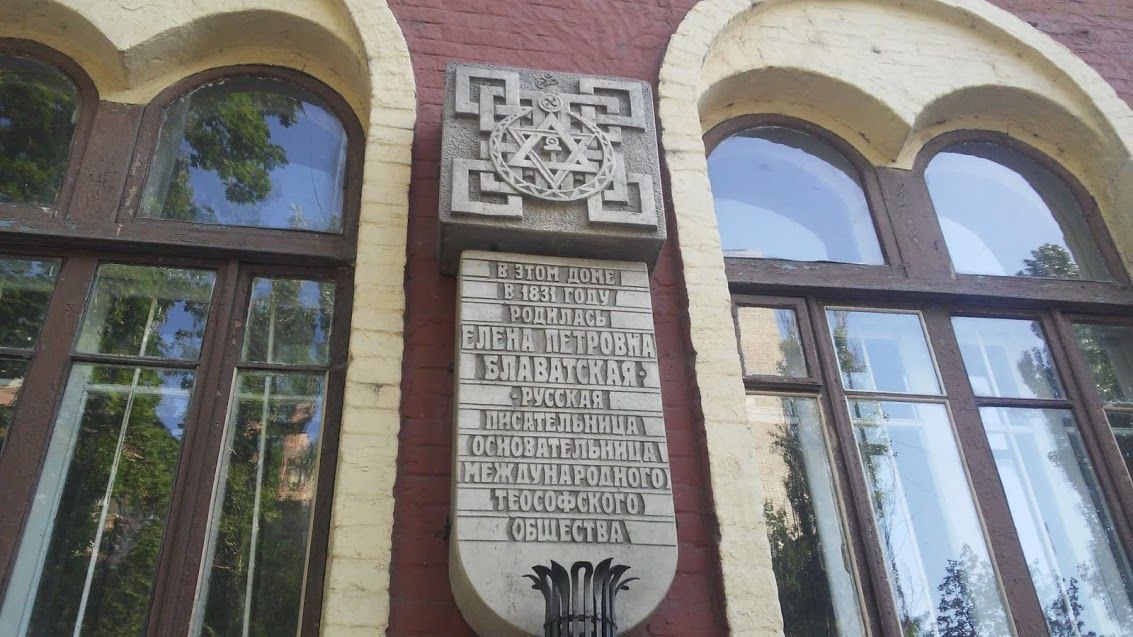 В ЭТОМ ДОМЕ
В 1831 ГОДУ
РОДИЛАСЬ
ЕЛЕНА ПЕТРОВНА
БЛАВАТСКАЯ-
-РУССКАЯ
ПИСАТЕЛЬНИЦА
ОСНОВАТЕЛЬНИЦА
МЕЖДУНАРОДНОГО
ТЕОСОФСКОГО
ОБЩЕСТВА